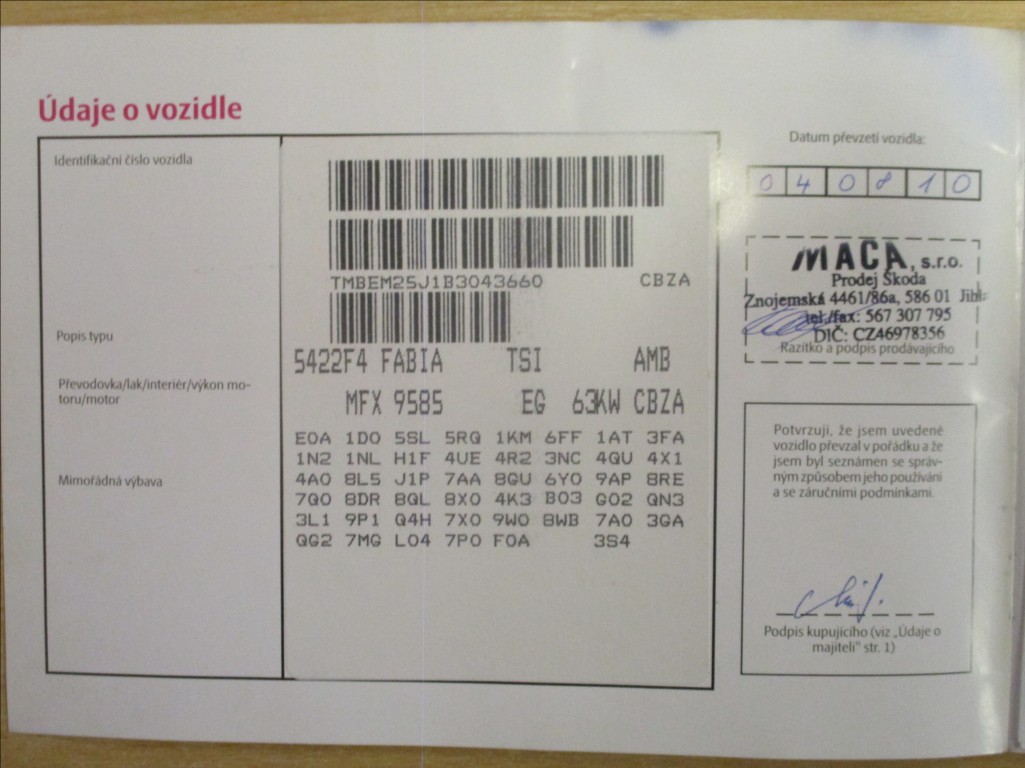 Údaje o vozidle
Identifikační číslo vozidla
TMBEM25J1B3043660 CBZA
Popis typu
5422F4 FABIA TSI AMB
Převodovka/lak/interiér/výkon mo-
toru/motor
MFX 9585 EG 63KW CBZA
Mimořádná výbava
E0A 1D0 5SL 5RQ 1KM 6FF 1AT 3FA
1N2 1NL H1F 4UE 4R2 3NC 4QU 4X1
4A0 8L5 J1P 7AA 8GU 6Y0 9AP 8RE
7Q0 8DR 8QL 8X0 4K3 B03 G02 QN3
3L1 9P1 Q4H 7X0 9W0 8WB 7A0 3GA
QG2 7MG L04 7P0 F0A 3S4
Datum převzetí vozidla:
0 4 0 8 1 0
MACA, s.r.o.
Prodej Škoda
Znojemská 4461/86a, 586 01 Jihl
tel./fax: 567 307 795
DIČ: CZ46978356
Razítko a podpis prodávajícího
Potvrzuji, že jsem uvedené
vozidlo převzal v pořádku a že
jsem byl seznámen se správ-
ným způsobem jeho používání
a se záručními podmínkami.
Podpis kupujícího (viz „Údaje o
majiteli“ str. 1)